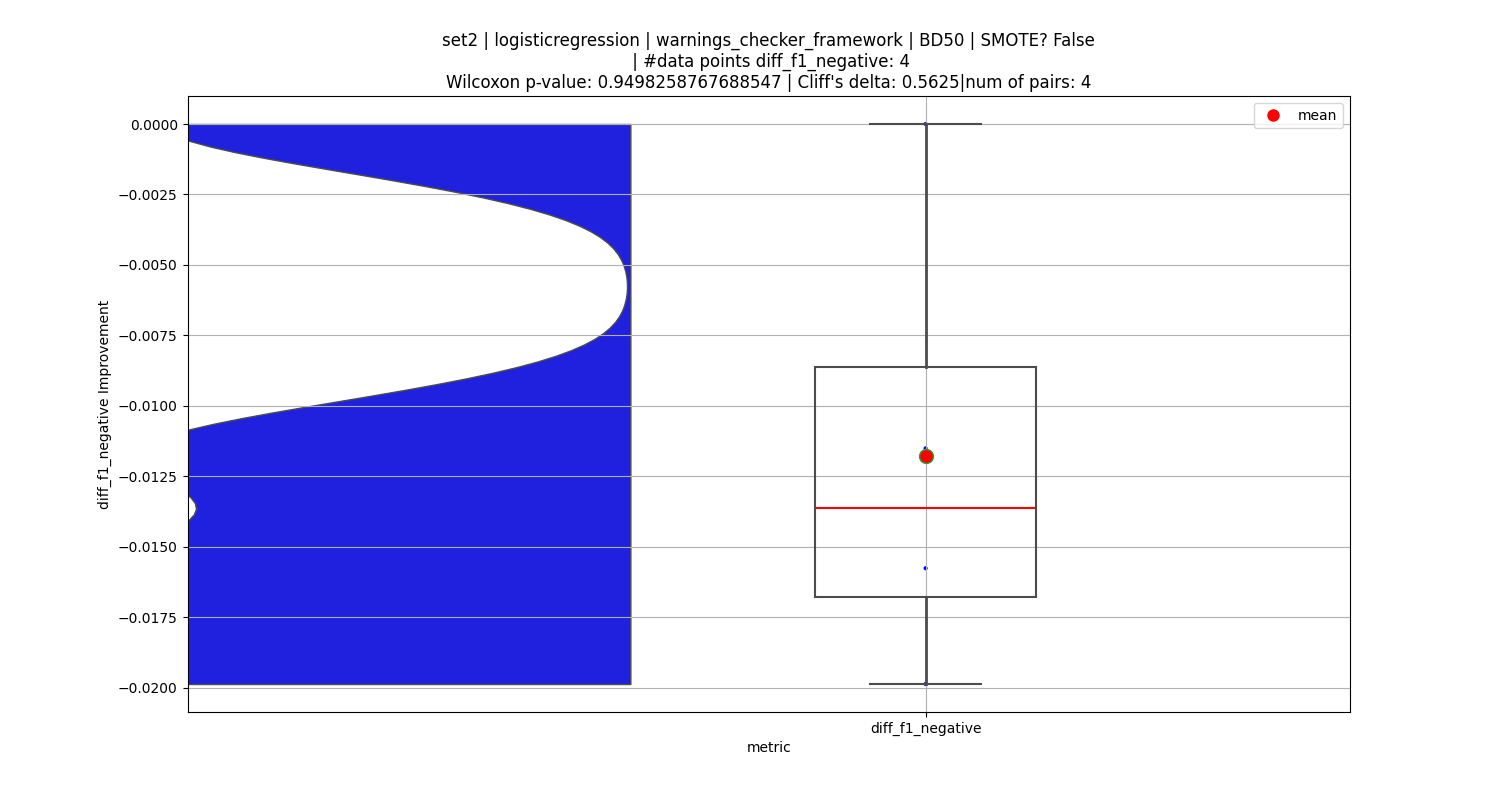 set2 | logisticregression | warnings_checker_framework | BD50 | SMOTE? False
| #data points diff_f1_negative: 4
Wilcoxon p-value: 0.9498258767688547 | Cliff's delta: 0.5625|num of pairs: 4
mean
0.0000
−0.0025
−0.0050
−0.0075
−0.0100
−0.0125
−0.0150
−0.0175
−0.0200
diff_f1_negative Improvement
diff_f1_negative
metric